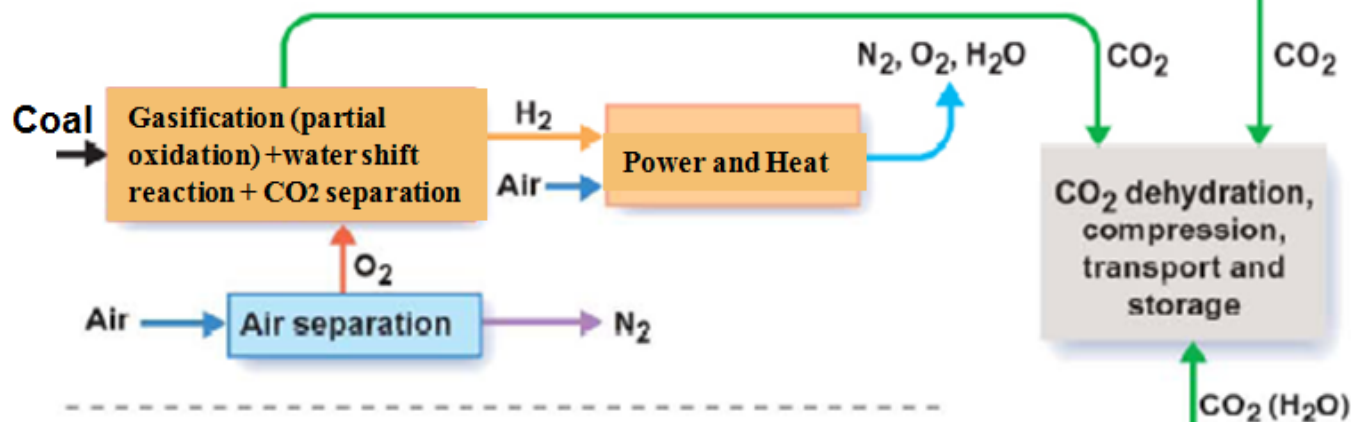 N₂, O₂, H₂O
CO₂
CO₂
Coal
Gasification (partial
oxidation) +water shift
reaction + CO2 separation
H₂
Air
Power and Heat
CO₂ dehydration,
compression,
transport and
storage
O₂
Air
Air separation
N₂
CO₂ (H₂O)